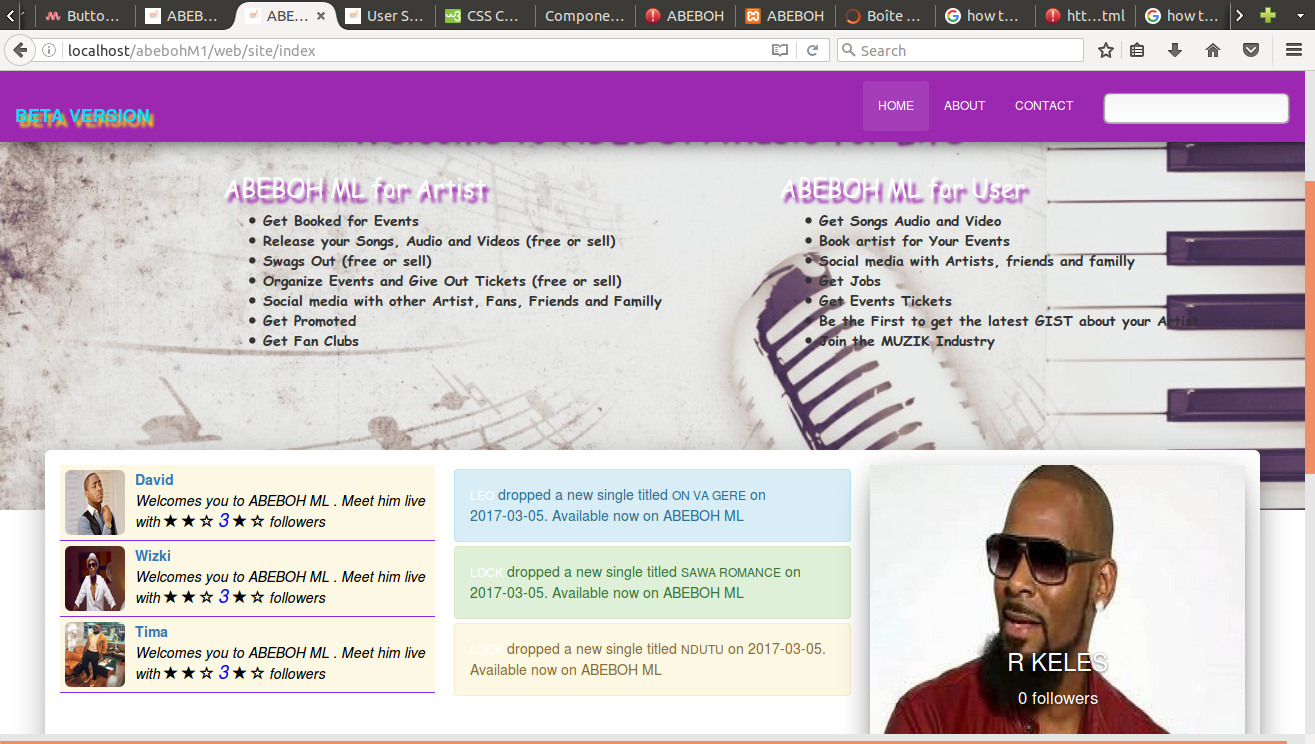 Butto...
ABEB...
ABE...
User S...
CSS C...
Compone...
ABEBOH
ABEBOH
Boîte ...
how t...
htt...tml
how t...
localhost/abebohM1/web/site/index
Search
BETA VERSION
HOME
ABOUT
CONTACT
Welcome to ABEBOH Music For Life
ABEBOH ML for Artist
• Get Booked for Events
• Release your Songs, Audio and Videos (free or sell)
• Swags Out (free or sell)
• Organize Events and Give Out Tickets (free or sell)
• Social media with other Artist, Fans, Friends and Familly
• Get Promoted
• Get Fan Clubs
ABEBOH ML for User
• Get Songs Audio and Video
• Book artist for Your Events
• Social media with Artists, friends and familly
• Get Jobs
• Get Events Tickets
• Be the First to get the latest GIST about your Artist
• Join the MUZIK Industry
David
Welcomes you to ABEBOH ML . Meet him live
with ★ ★ ☆ 3 ★ ☆ followers
Wizki
Welcomes you to ABEBOH ML . Meet him live
with ★ ★ ☆ 3 ★ ☆ followers
Tima
Welcomes you to ABEBOH ML . Meet him live
with ★ ★ ☆ 3 ★ ☆ followers
LEO dropped a new single titled ON VA GERE on
2017-03-05. Available now on ABEBOH ML
LOCK dropped a new single titled SAWA ROMANCE on
2017-03-05. Available now on ABEBOH ML
LOCK dropped a new single titled NDUTU on 2017-03-05.
Available now on ABEBOH ML
R KELES
0 followers